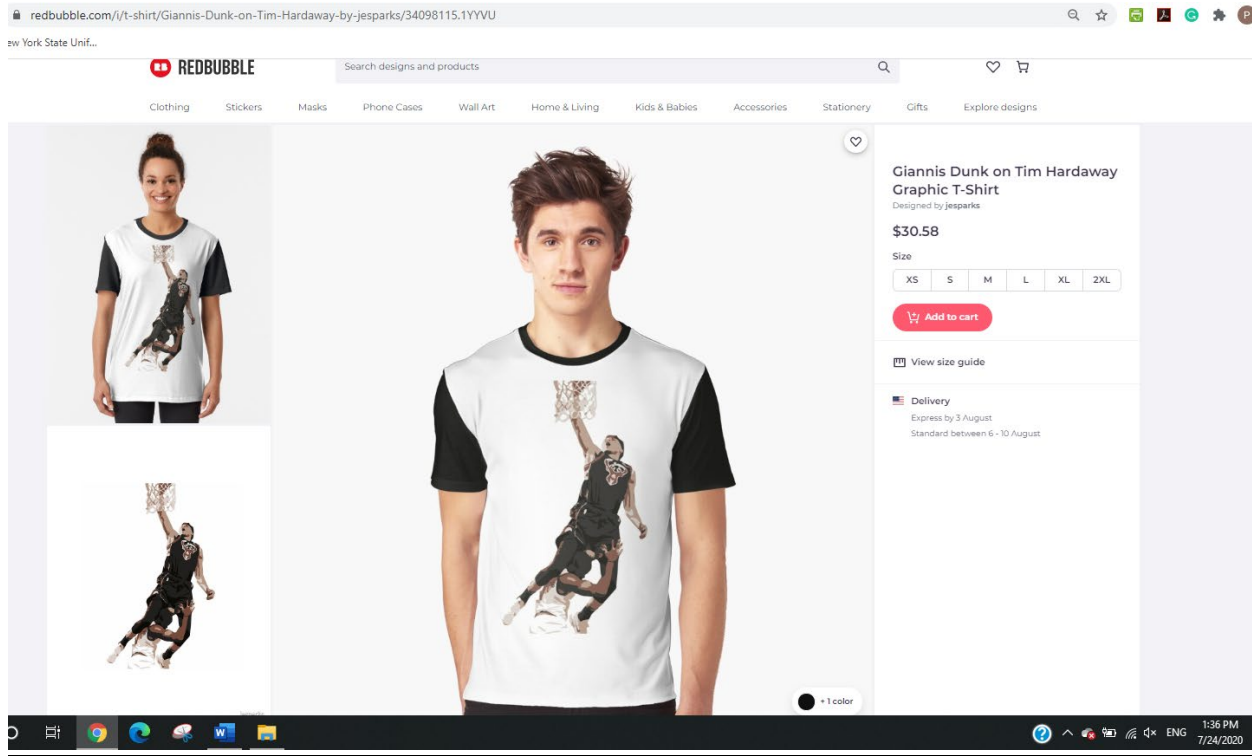 redbubble.com/i/t-shirt/Giannis-Dunk-on-Tim-Hardaway-by-jesparks/34098115.1YYVU
ew York State Unif...
RB REDBUBBLE
Search designs and products
Clothing Stickers Masks Phone Cases Wall Art Home & Living Kids & Babies Accessories Stationery Gifts Explore designs
Giannis Dunk on Tim Hardaway
Graphic T-Shirt
Designed by jesparks
$30.58
Size
XS S M L XL 2XL
Add to cart
View size guide
Delivery
Express by 3 August
Standard between 6 - 10 August
+ 1 color
ENG
1:36 PM
7/24/2020